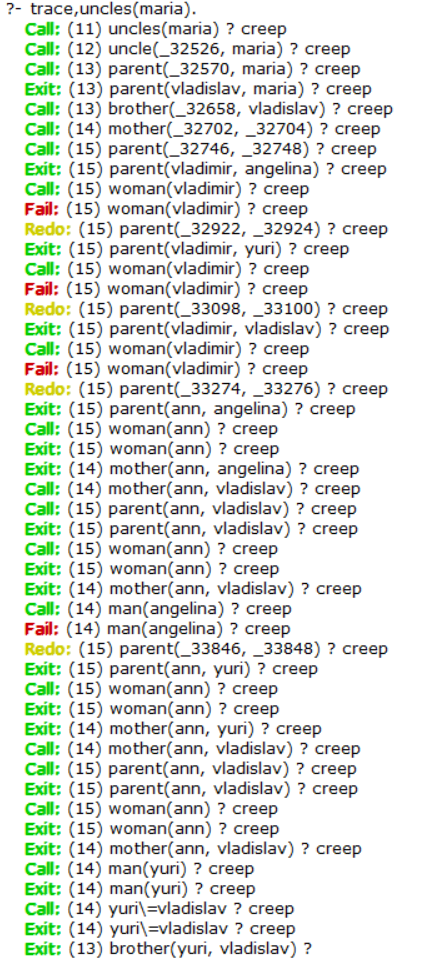 ?- trace,uncles(maria).
Call: (11) uncles(maria) ? creep
Call: (12) uncle(_32526, maria) ? creep
Call: (13) parent(_32570, maria) ? creep
Exit: (13) parent(vladislav, maria) ? creep
Call: (13) brother(_32658, vladislav) ? creep
Call: (14) mother(_32702, _32704) ? creep
Call: (15) parent(_32746, _32748) ? creep
Exit: (15) parent(vladimir, angelina) ? creep
Call: (15) woman(vladimir) ? creep
Fail: (15) woman(vladimir) ? creep
Redo: (15) parent(_32922, _32924) ? creep
Exit: (15) parent(vladimir, yuri) ? creep
Call: (15) woman(vladimir) ? creep
Fail: (15) woman(vladimir) ? creep
Redo: (15) parent(_33098, _33100) ? creep
Exit: (15) parent(vladimir, vladislav) ? creep
Call: (15) woman(vladimir) ? creep
Fail: (15) woman(vladimir) ? creep
Redo: (15) parent(_33274, _33276) ? creep
Exit: (15) parent(ann, angelina) ? creep
Call: (15) woman(ann) ? creep
Exit: (15) woman(ann) ? creep
Exit: (14) mother(ann, angelina) ? creep
Call: (14) mother(ann, vladislav) ? creep
Call: (15) parent(ann, vladislav) ? creep
Exit: (15) parent(ann, vladislav) ? creep
Call: (15) woman(ann) ? creep
Exit: (15) woman(ann) ? creep
Exit: (14) mother(ann, vladislav) ? creep
Call: (14) man(angelina) ? creep
Fail: (14) man(angelina) ? creep
Redo: (15) parent(_33846, _33848) ? creep
Exit: (15) parent(ann, yuri) ? creep
Call: (15) woman(ann) ? creep
Exit: (15) woman(ann) ? creep
Exit: (14) mother(ann, yuri) ? creep
Call: (14) mother(ann, vladislav) ? creep
Call: (15) parent(ann, vladislav) ? creep
Exit: (15) parent(ann, vladislav) ? creep
Call: (15) woman(ann) ? creep
Exit: (15) woman(ann) ? creep
Exit: (14) mother(ann, vladislav) ? creep
Call: (14) man(yuri) ? creep
Exit: (14) man(yuri) ? creep
Call: (14) yuri\=vladislav ? creep
Exit: (14) yuri\=vladislav ? creep
Exit: (13) brother(yuri, vladislav) ?